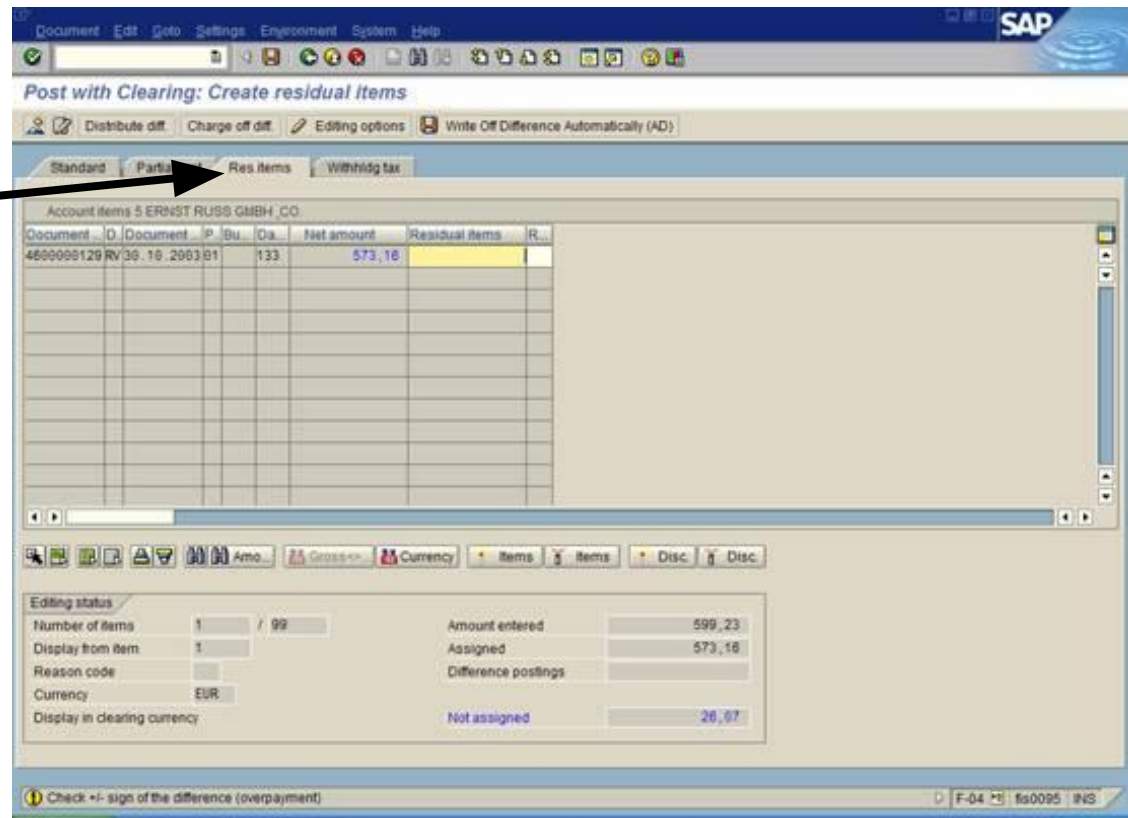 Document Edit Goto Settings Environment System Help
SAP
Post with Clearing: Create residual items
Distribute diff. Charge off diff. Editing options Write Off Difference Automatically (AD)
Standard Res.items Withhldg tax
Account items 5 ERNST RUSS GMBH_CO.
Document... D. Document... P. Bu... Da... Net amount Residual items R...
4600000129 RV 30.10.2003 01 133 573,16
Amo... Gross<> Currency Items Items Disc. Disc.
Editing status
Number of items 1 / 99 Amount entered 599,23
Display from item 1 Assigned 573,16
Reason code Difference postings
Currency EUR
Display in clearing currency Not assigned 26,07
Check +/- sign of the difference (overpayment)
F-04 fis0095 INS